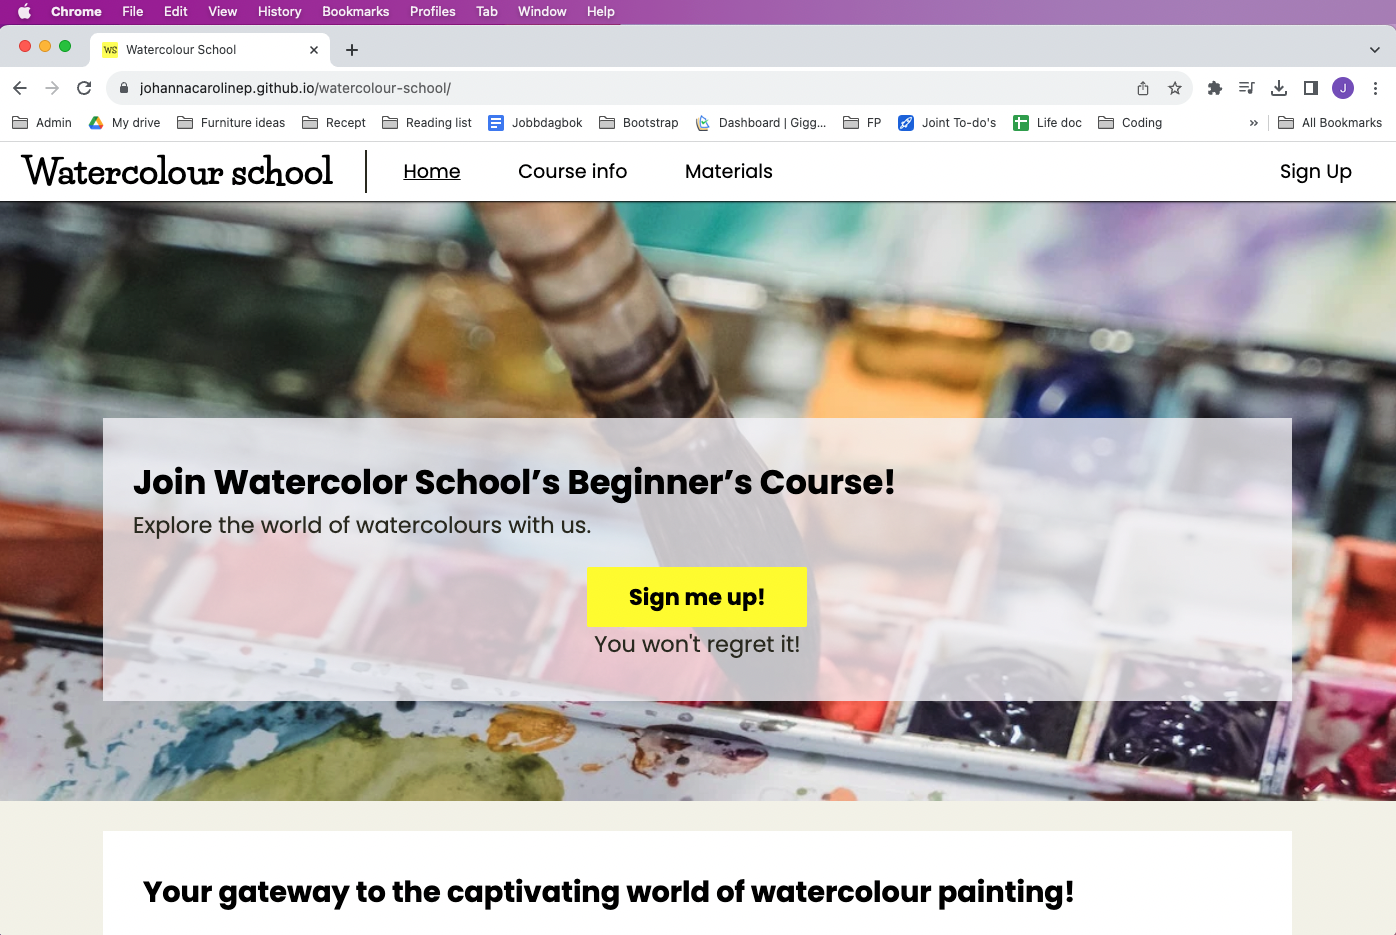 Chrome File Edit View History Bookmarks Profiles Tab Window Help
WS Watercolour School
johannacarolinep.github.io/watercolour-school/
J
Admin My drive Furniture ideas Recept Reading list Jobbdagbok Bootstrap Dashboard | Gigg... FP Joint To-do's Life doc Coding » All Bookmarks
Watercolour school Home Course info Materials Sign Up
Join Watercolor School’s Beginner’s Course!
Explore the world of watercolours with us.
Sign me up!
You won't regret it!
Your gateway to the captivating world of watercolour painting!